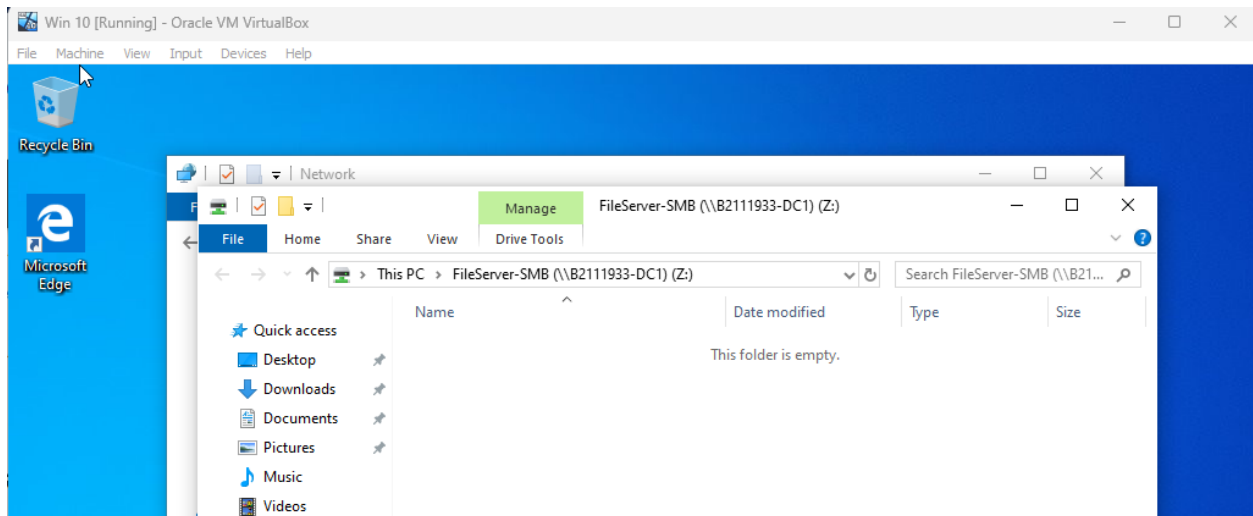 Win 10 [Running] - Oracle VM VirtualBox
File Machine View Input Devices Help
Recycle Bin
Network
Manage FileServer-SMB (\\B2111933-DC1) (Z:)
File Home Share View Drive Tools
This PC > FileServer-SMB (\\B2111933-DC1) (Z:) Search FileServer-SMB (\\B21...
Microsoft
Edge
Name Date modified Type Size
Quick access
This folder is empty.
Desktop
Downloads
Documents
Pictures
Music
Videos